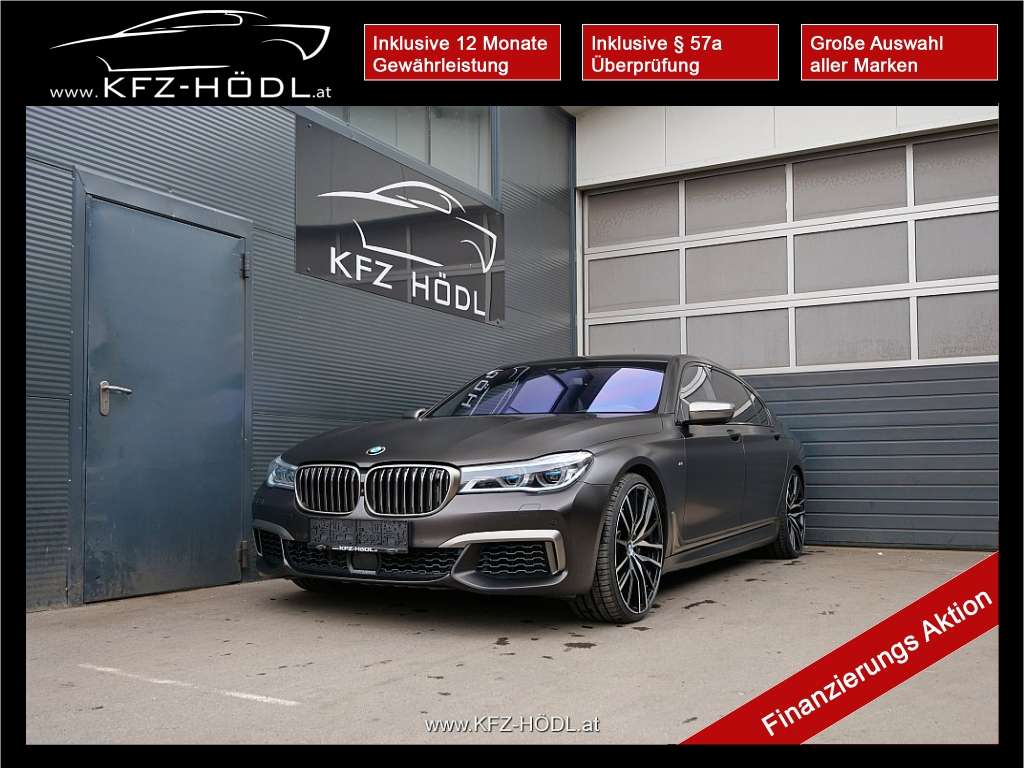 www.KFZ-HÖDL.at
Inklusive 12 Monate
Gewährleistung
Inklusive § 57a
Überprüfung
Große Auswahl
aller Marken
KFZ HÖDL
KFZ-HÖDL
Finanzierungs Aktion
www.KFZ-HÖDL.at